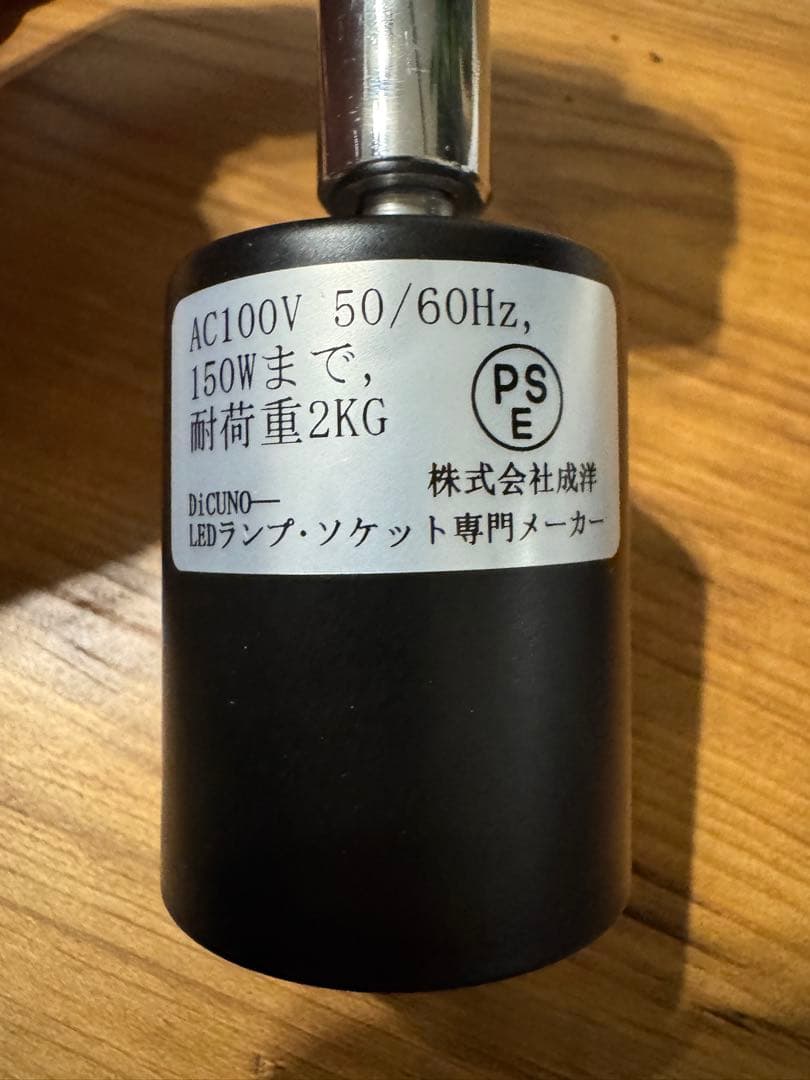 AC100V 50/60Hz,
150Wまで,
耐荷重2KG
PS
E
株式会社成洋
DiCUNO—
LEDランプ・ソケット専門メーカー